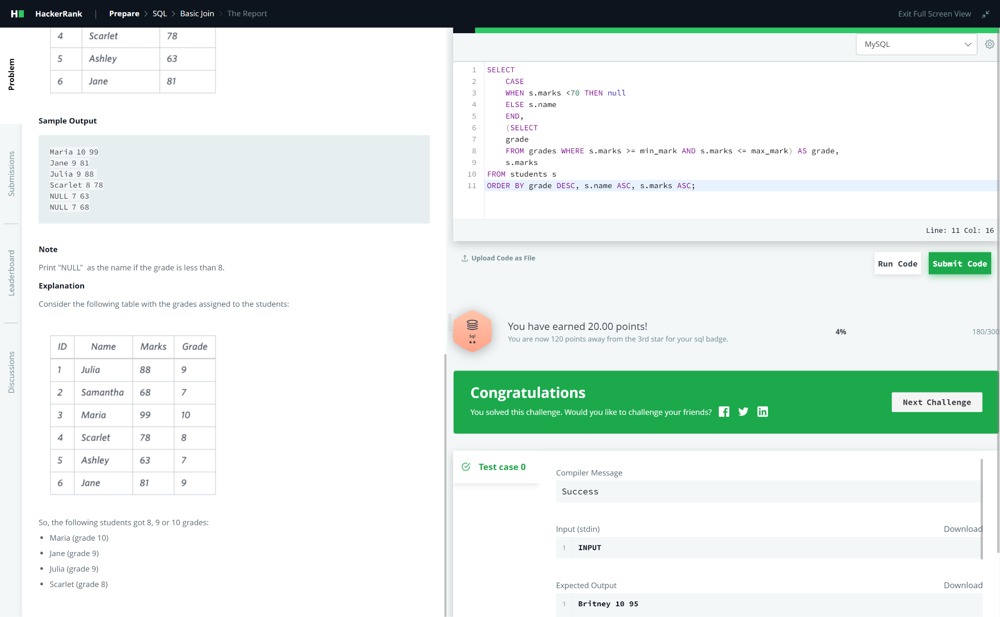 HackerRank | Prepare > SQL > Basic Join > The Report
Exit Full Screen View
Problem
Submissions
Leaderboard
Discussions
4 Scarlet 78
5 Ashley 63
6 Jane 81
Sample Output
Maria 10 99
Jane 9 81
Julia 9 88
Scarlet 8 78
NULL 7 63
NULL 7 68
Note
Print "NULL"  as the name if the grade is less than 8.
Explanation
Consider the following table with the grades assigned to the students:
ID Name Marks Grade
1 Julia 88 9
2 Samantha 68 7
3 Maria 99 10
4 Scarlet 78 8
5 Ashley 63 7
6 Jane 81 9
So, the following students got 8, 9 or 10 grades:
• Maria (grade 10)
• Jane (grade 9)
• Julia (grade 9)
• Scarlet (grade 8)
MySQL
1 SELECT
2     CASE
3     WHEN s.marks <70 THEN null
4     ELSE s.name
5     END,
6     (SELECT
7     grade
8     FROM grades WHERE s.marks >= min_mark AND s.marks <= max_mark) AS grade,
9     s.marks
10 FROM students s
11 ORDER BY grade DESC, s.name ASC, s.marks ASC;
Line: 11 Col: 16
Upload Code as File
Run Code
Submit Code
Sql
You have earned 20.00 points!
You are now 120 points away from the 3rd star for your sql badge.
4%
180/300
Congratulations
You solved this challenge. Would you like to challenge your friends?
Next Challenge
Test case 0
Compiler Message
Success
Input (stdin)
Download
1 INPUT
Expected Output
Download
1 Britney 10 95